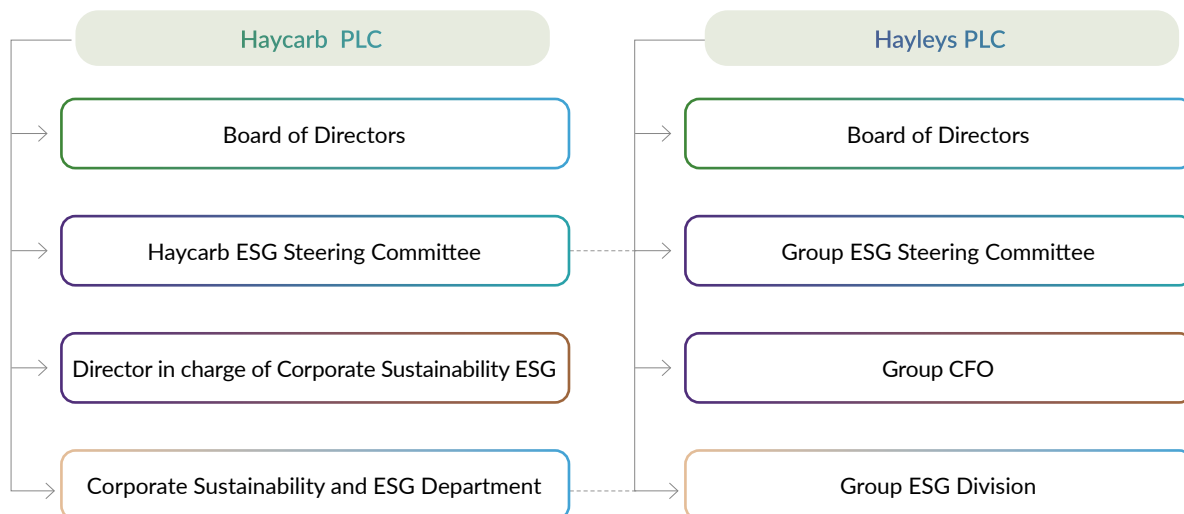 Haycarb PLC
Board of Directors
Haycarb ESG Steering Committee
Director in charge of Corporate Sustainability ESG
Corporate Sustainability and ESG Department
Hayleys PLC
Board of Directors
Group ESG Steering Committee
Group CFO
Group ESG Division